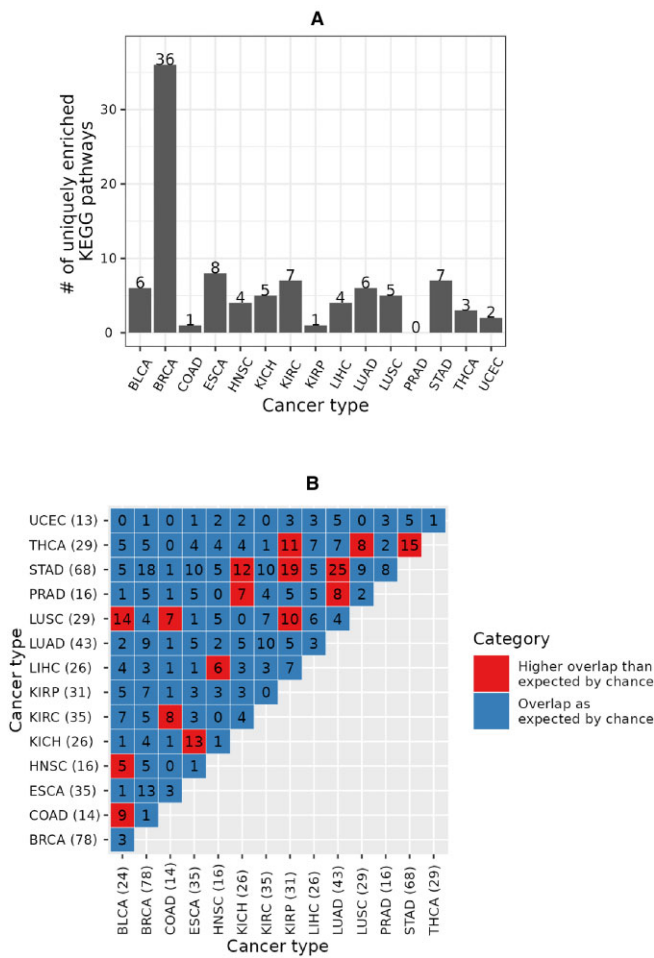 A
# of uniquely enriched
KEGG pathways
30
20
10
0
6
36
1
8
4
5
7
1
4
6
5
0
7
3
2
BLCA
BRCA
COAD
ESCA
HNSC
KICH
KIRC
KIRP
LIHC
LUAD
LUSC
PRAD
STAD
THCA
UCEC
Cancer type
B
Cancer type
UCEC (13) 0 1 0 1 2 2 0 3 3 5 0 3 5 1
THCA (29) 5 5 0 4 4 4 1 11 7 7 8 2 15
STAD (68) 5 18 1 10 5 12 10 19 5 25 9 8
PRAD (16) 1 5 1 5 0 7 4 5 5 8 2
LUSC (29) 14 4 7 1 5 0 7 10 6 4
LUAD (43) 2 9 1 5 2 5 10 5 3
LIHC (26) 4 3 1 1 6 3 3 7
KIRP (31) 5 7 1 3 3 3 0
KIRC (35) 7 5 8 3 0 4
KICH (26) 1 4 1 13 1
HNSC (16) 5 5 0 1
ESCA (35) 1 13 3
COAD (14) 9 1
BRCA (78) 3
BLCA (24)
BRCA (78)
COAD (14)
ESCA (35)
HNSC (16)
KICH (26)
KIRC (35)
KIRP (31)
LIHC (26)
LUAD (43)
LUSC (29)
PRAD (16)
STAD (68)
THCA (29)
Cancer type
Category
Higher overlap than
expected by chance
Overlap as
expected by chance